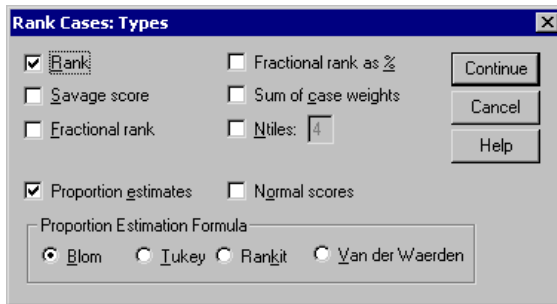 Rank Cases: Types
Rank
Fractional rank as %
Continue
Savage score
Sum of case weights
Cancel
Fractional rank
Ntiles: 4
Help
Proportion estimates
Normal scores
Proportion Estimation Formula
Blom
Tukey
Rankit
Van der Waerden